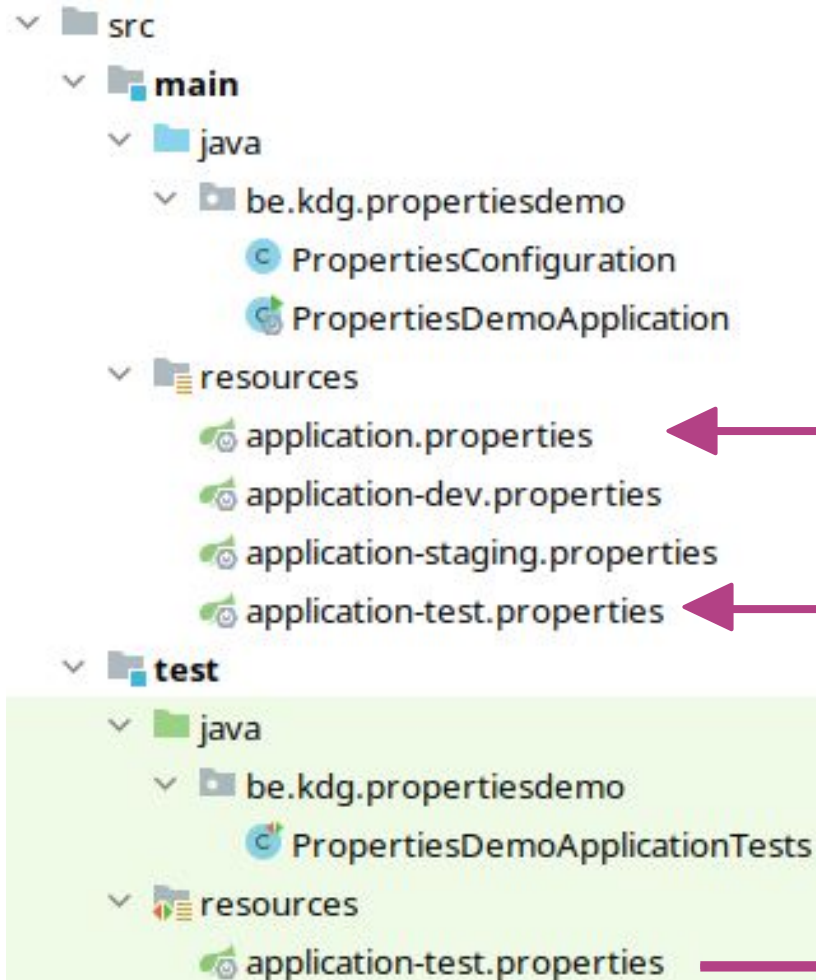 src
main
java
be.kdg.propertiesdemo
PropertiesConfiguration
PropertiesDemoApplication
resources
application.properties
application-dev.properties
application-staging.properties
application-test.properties
test
java
be.kdg.propertiesdemo
PropertiesDemoApplicationTests
resources
application-test.properties